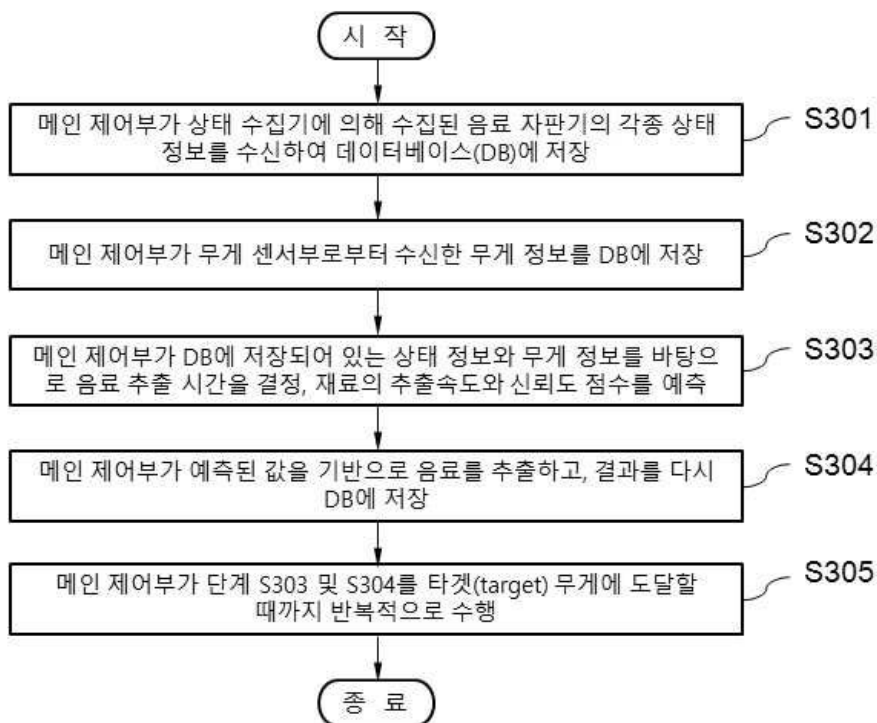 시 작
메인 제어부가 상태 수집기에 의해 수집된 음료 자판기의 각종 상태
정보를 수신하여 데이터베이스(DB)에 저장
S301
메인 제어부가 무게 센서부로부터 수신한 무게 정보를 DB에 저장
S302
메인 제어부가 DB에 저장되어 있는 상태 정보와 무게 정보를 바탕으
로 음료 추출 시간을 결정, 재료의 추출속도와 신뢰도 점수를 예측
S303
메인 제어부가 예측된 값을 기반으로 음료를 추출하고, 결과를 다시
DB에 저장
S304
메인 제어부가 단계 S303 및 S304를 타겟(target) 무게에 도달할
때까지 반복적으로 수행
S305
종 료